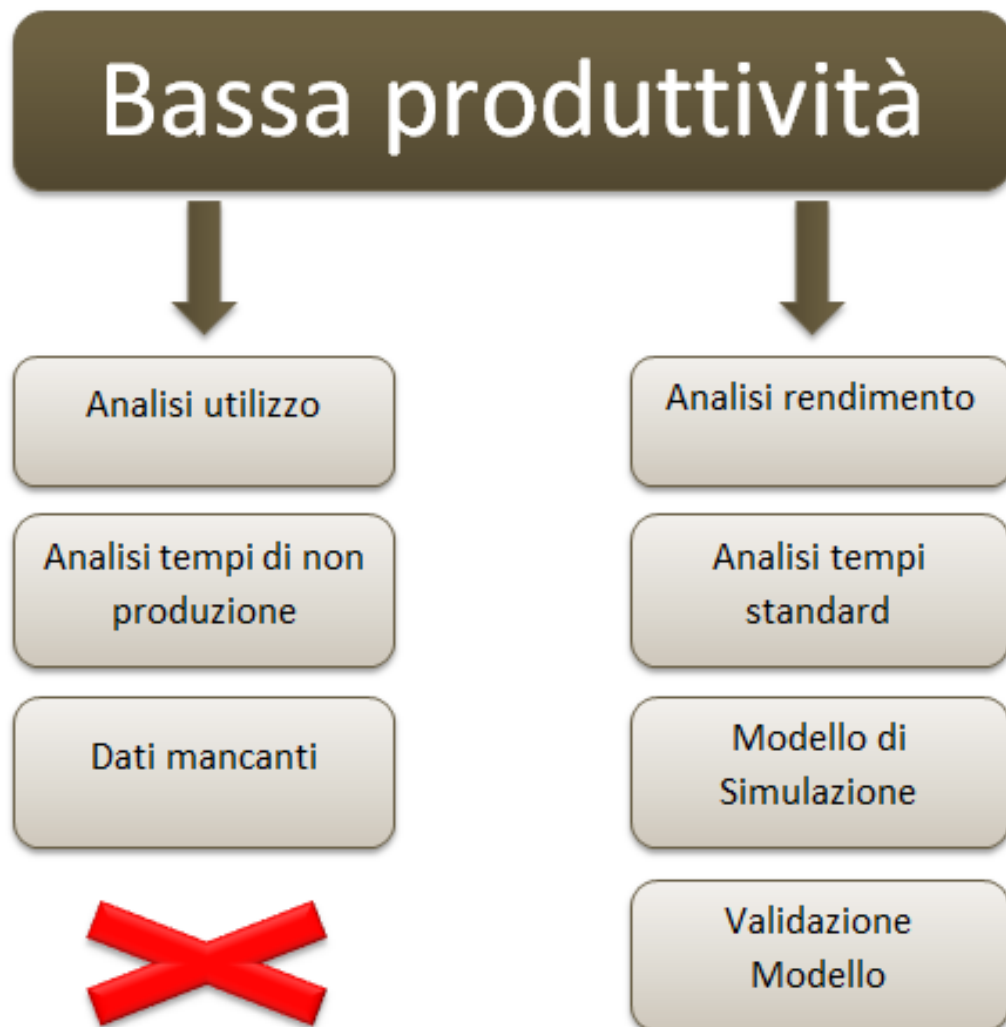 Bassa produttività
Analisi utilizzo
Analisi tempi di non
produzione
Dati mancanti
Analisi rendimento
Analisi tempi
standard
Modello di
Simulazione
Validazione
Modello